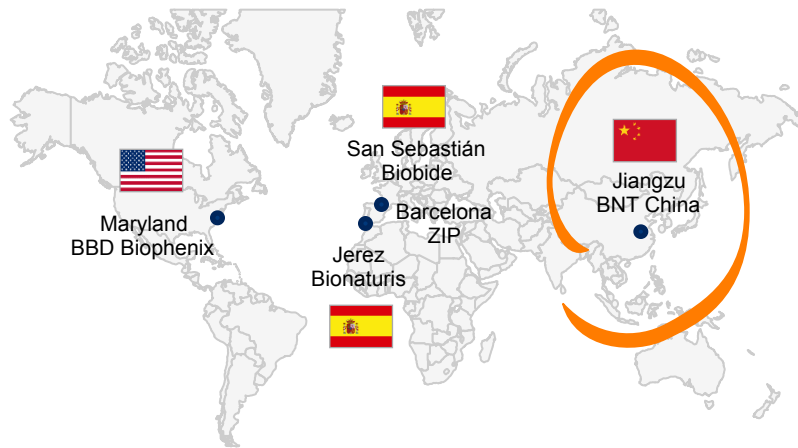 San Sebastián
Biobide
Maryland
BBD Biophenix
Barcelona
ZIP
Jerez
Bionaturis
Jiangzu
BNT China